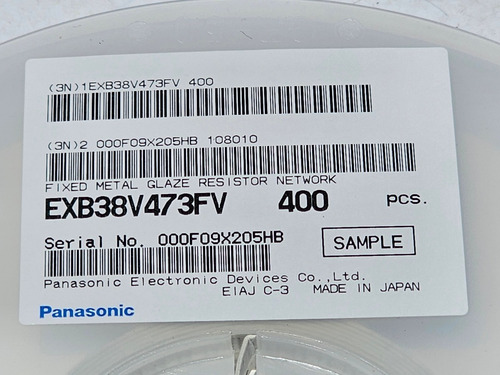 (3N)1EXB38V473FV 400
(3N)2 000F09X205HB 108010
FIXED METAL GLAZE RESISTOR NETWORK
EXB38V473FV 400 pcs.
Serial No. 000F09X205HB SAMPLE
Panasonic Electronic Devices Co.,Ltd.
EIAJ C-3 MADE IN JAPAN
Panasonic